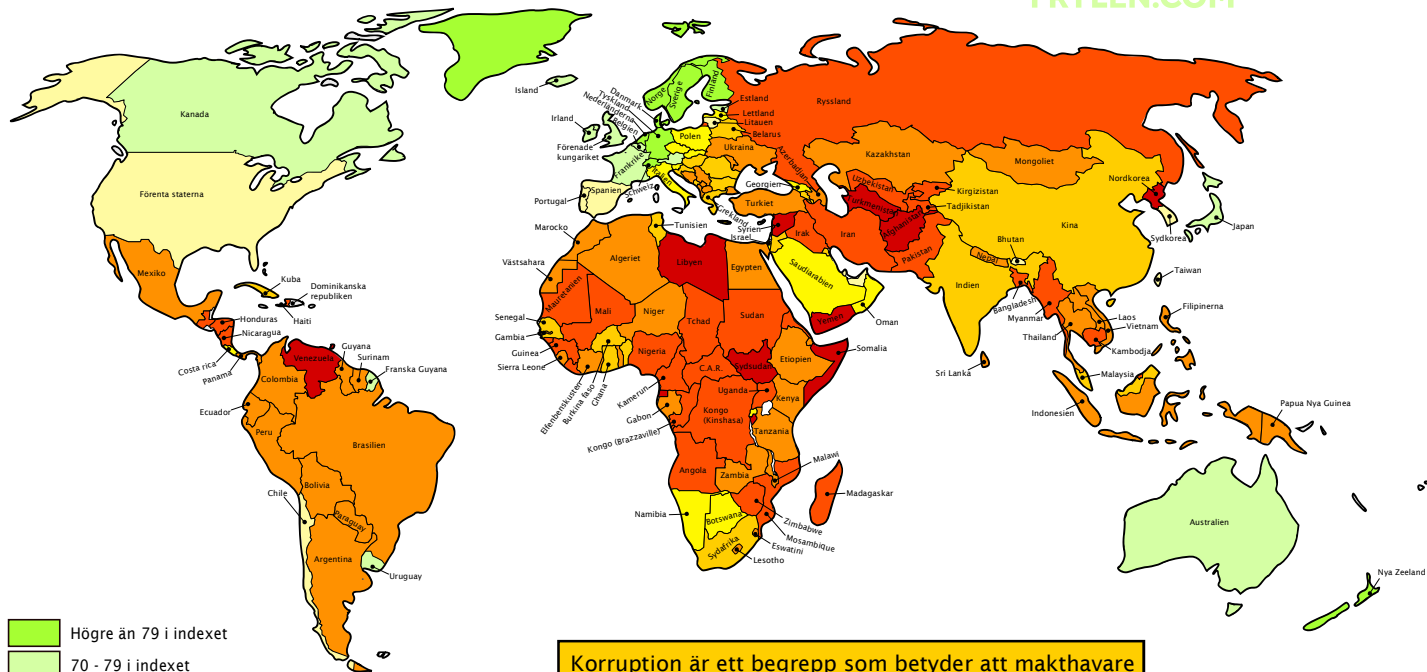 PRYLEN.COM
Kanada
Förenta staterna
Mexiko
Kuba
Dominikanska
republiken
Haiti
Honduras
Nicaragua
Costa rica
Panama
Venezuela
Guyana
Surinam
Franska Guyana
Colombia
Ecuador
Peru
Brasilien
Bolivia
Paraguay
Chile
Argentina
Uruguay
Island
Irland
Förenade
kungariket
Danmark
Tyskland
Nederländerna
Belgien
Norge
Sverige
Finland
Estland
Lettland
Litauen
Belarus
Polen
Ukraina
Frankrike
Italien
Schweiz
Spanien
Portugal
Grekland
Georgien
Azerbadjan
Turkiet
Syrien
Israel
Ryssland
Kazakhstan
Mongoliet
Uzbekistan
Turkmenistan
Kirgizistan
Tadjikistan
Afghanistan
Nordkorea
Sydkorea
Japan
Kina
Taiwan
Bhutan
Nepal
Indien
Pakistan
Iran
Irak
Saudiarabien
Yemen
Oman
Bangladesh
Myanmar
Thailand
Laos
Vietnam
Kambodja
Filipinerna
Sri Lanka
Malaysia
Indonesien
Papua Nya Guinea
Australien
Nya Zeeland
Marocko
Västsahara
Algeriet
Tunisien
Libyen
Egypten
Mauretanien
Mali
Niger
Tchad
Sudan
Senegal
Gambia
Guinea
Sierra Leone
Elfenbenskusten
Burkina faso
Ghana
Nigeria
Kamerun
C.A.R.
Sydsudan
Etiopien
Somalia
Uganda
Kenya
Gabon
Kongo (Brazzaville)
Kongo
(Kinshasa)
Tanzania
Angola
Zambia
Malawi
Madagaskar
Namibia
Botswana
Zimbabwe
Mosambique
Eswatini
Lesotho
Sydafrika
Högre än 79 i indexet
70 - 79 i indexet
Korruption är ett begrepp som betyder att makthavare